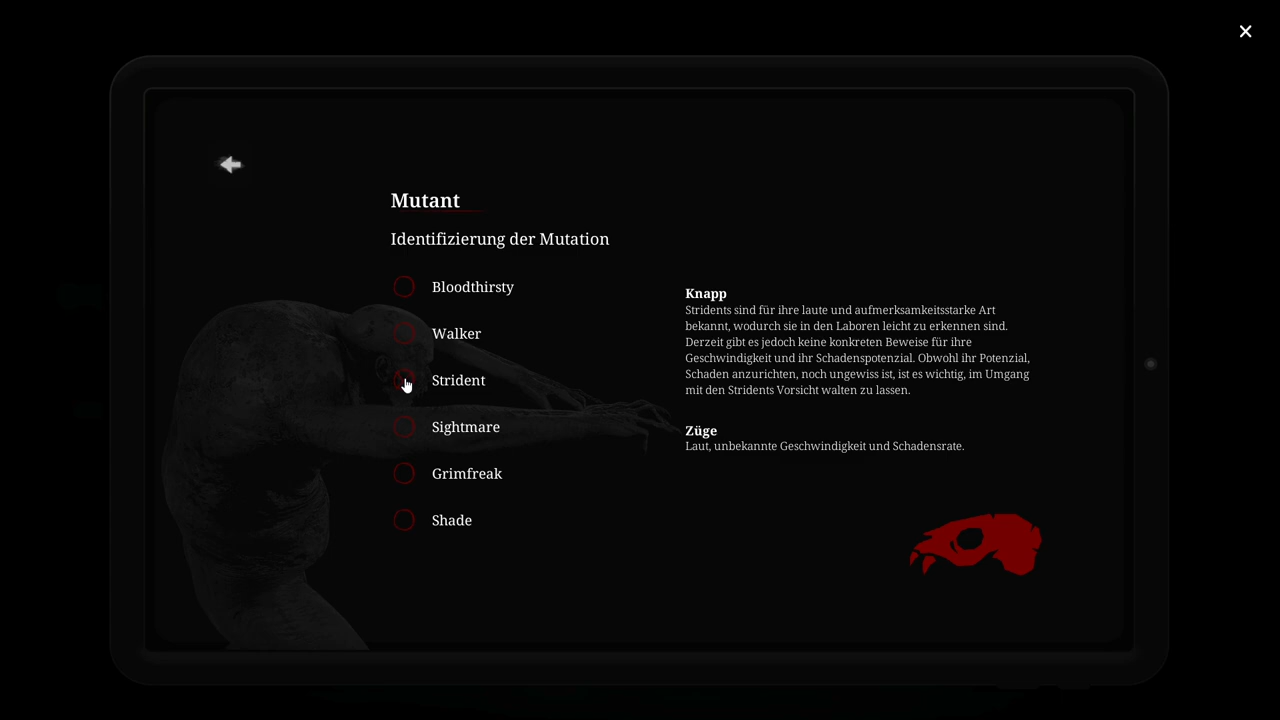 Mutant
Identifizierung der Mutation
Bloodthirsty
Walker
Strident
Sightmare
Grimfreak
Shade
Knapp
Stridents sind für ihre laute und aufmerksamkeitsstarke Art
bekannt, wodurch sie in den Laboren leicht zu erkennen sind.
Derzeit gibt es jedoch keine konkreten Beweise für ihre
Geschwindigkeit und ihr Schadenspotenzial. Obwohl ihr Potenzial,
Schaden anzurichten, noch ungewiss ist, ist es wichtig, im Umgang
mit den Stridents Vorsicht walten zu lassen.
Züge
Laut, unbekannte Geschwindigkeit und Schadensrate.